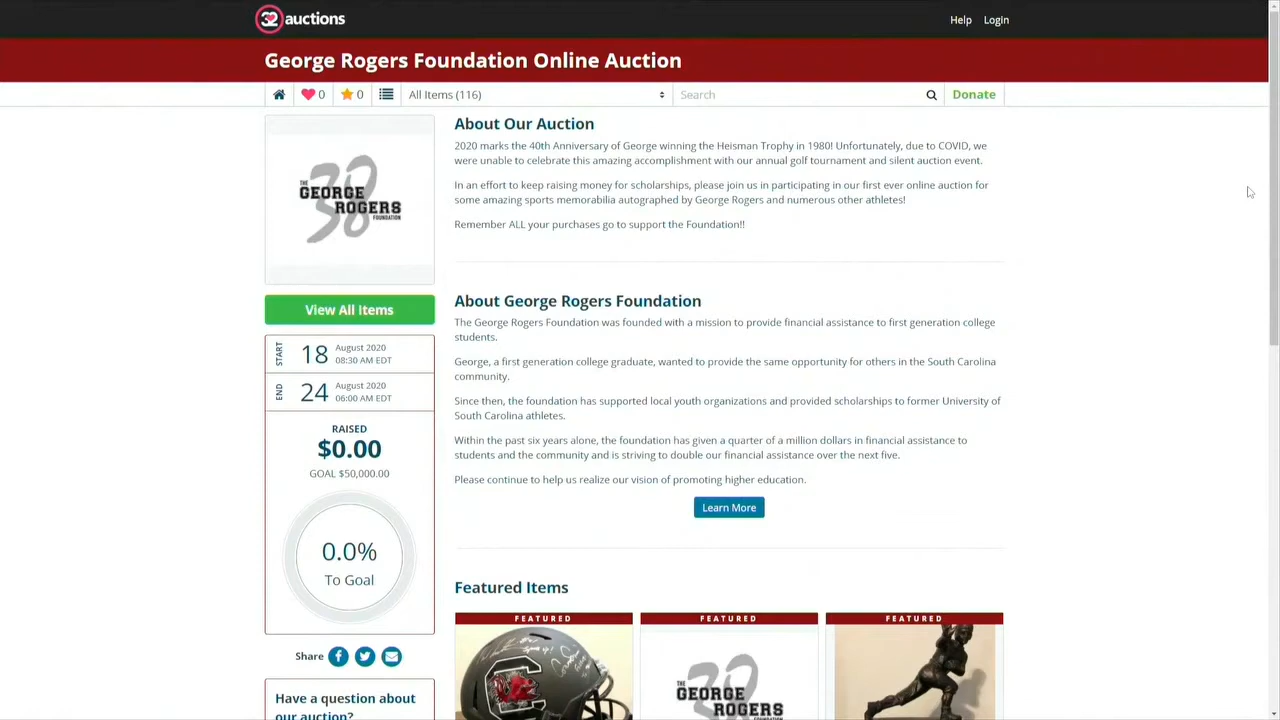 32 auctions
Help Login
George Rogers Foundation Online Auction
0 0 All Items (116) Search Donate
THE
GEORGE
38
ROGERS
FOUNDATION
View All Items
START 18 August 2020
08:30 AM EDT
END 24 August 2020
06:00 AM EDT
RAISED
$0.00
GOAL $50,000.00
0.0%
To Goal
Share
Have a question about
our auction?
About Our Auction
2020 marks the 40th Anniversary of George winning the Heisman Trophy in 1980! Unfortunately, due to COVID, we
were unable to celebrate this amazing accomplishment with our annual golf tournament and silent auction event.
In an effort to keep raising money for scholarships, please join us in participating in our first ever online auction for
some amazing sports memorabilia autographed by George Rogers and numerous other athletes!
Remember ALL your purchases go to support the Foundation!!
About George Rogers Foundation
The George Rogers Foundation was founded with a mission to provide financial assistance to first generation college
students.
George, a first generation college graduate, wanted to provide the same opportunity for others in the South Carolina
community.
Since then, the foundation has supported local youth organizations and provided scholarships to former University of
South Carolina athletes.
Within the past six years alone, the foundation has given a quarter of a million dollars in financial assistance to
students and the community and is striving to double our financial assistance over the next five.
Please continue to help us realize our vision of promoting higher education.
Learn More
Featured Items
FEATURED FEATURED FEATURED
THE
GEORGE
38
ROGERS
FOUNDATION